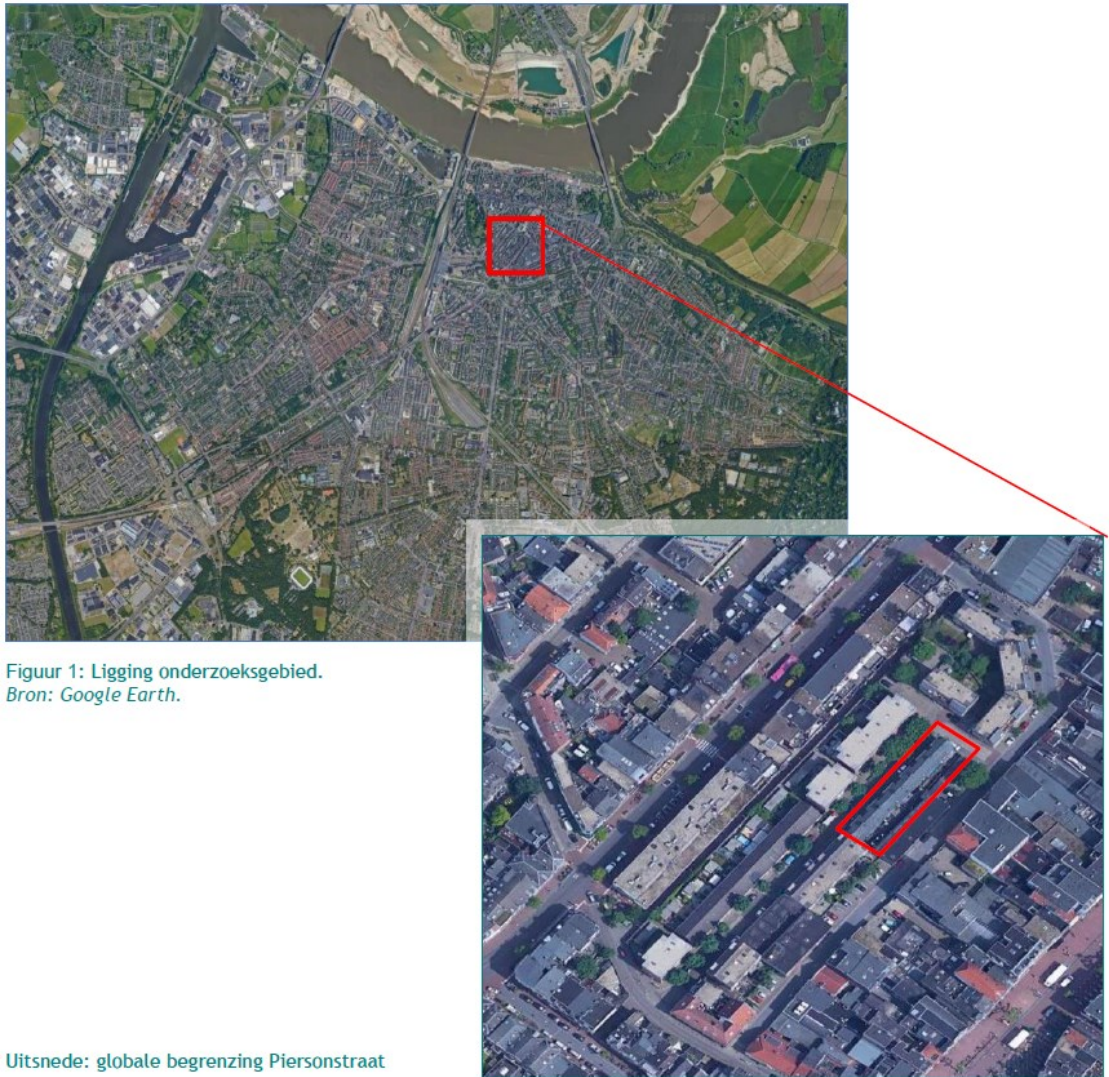 Figuur 1: Ligging onderzoeksgebied.
Bron: Google Earth.
Uitsnede: globale begrenzing Piersonstraat